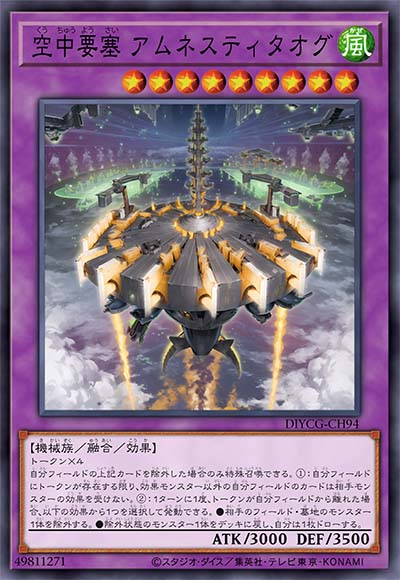 空中要塞 アムネスティタオグ 風
DIYCG-CH94
【機械族／融合／効果】
トークン×4
自分フィールドの上記カードを除外した場合のみ特殊召喚できる。①：自分フィールド
にトークンが存在する限り、効果モンスター以外の自分フィールドのカードは相手モン
スターの効果を受けない。②：1ターンに1度、トークンが自分フィールドから離れた場
合、以下の効果から1つを選択して発動できる。●相手のフィールド・墓地のモンスター
1体を除外する。●除外状態のモンスター1体をデッキに戻し、自分は1枚ドローする。
ATK/3000 DEF/3500
49811271
©スタジオ・ダイス/集英社・テレビ東京・KONAMI